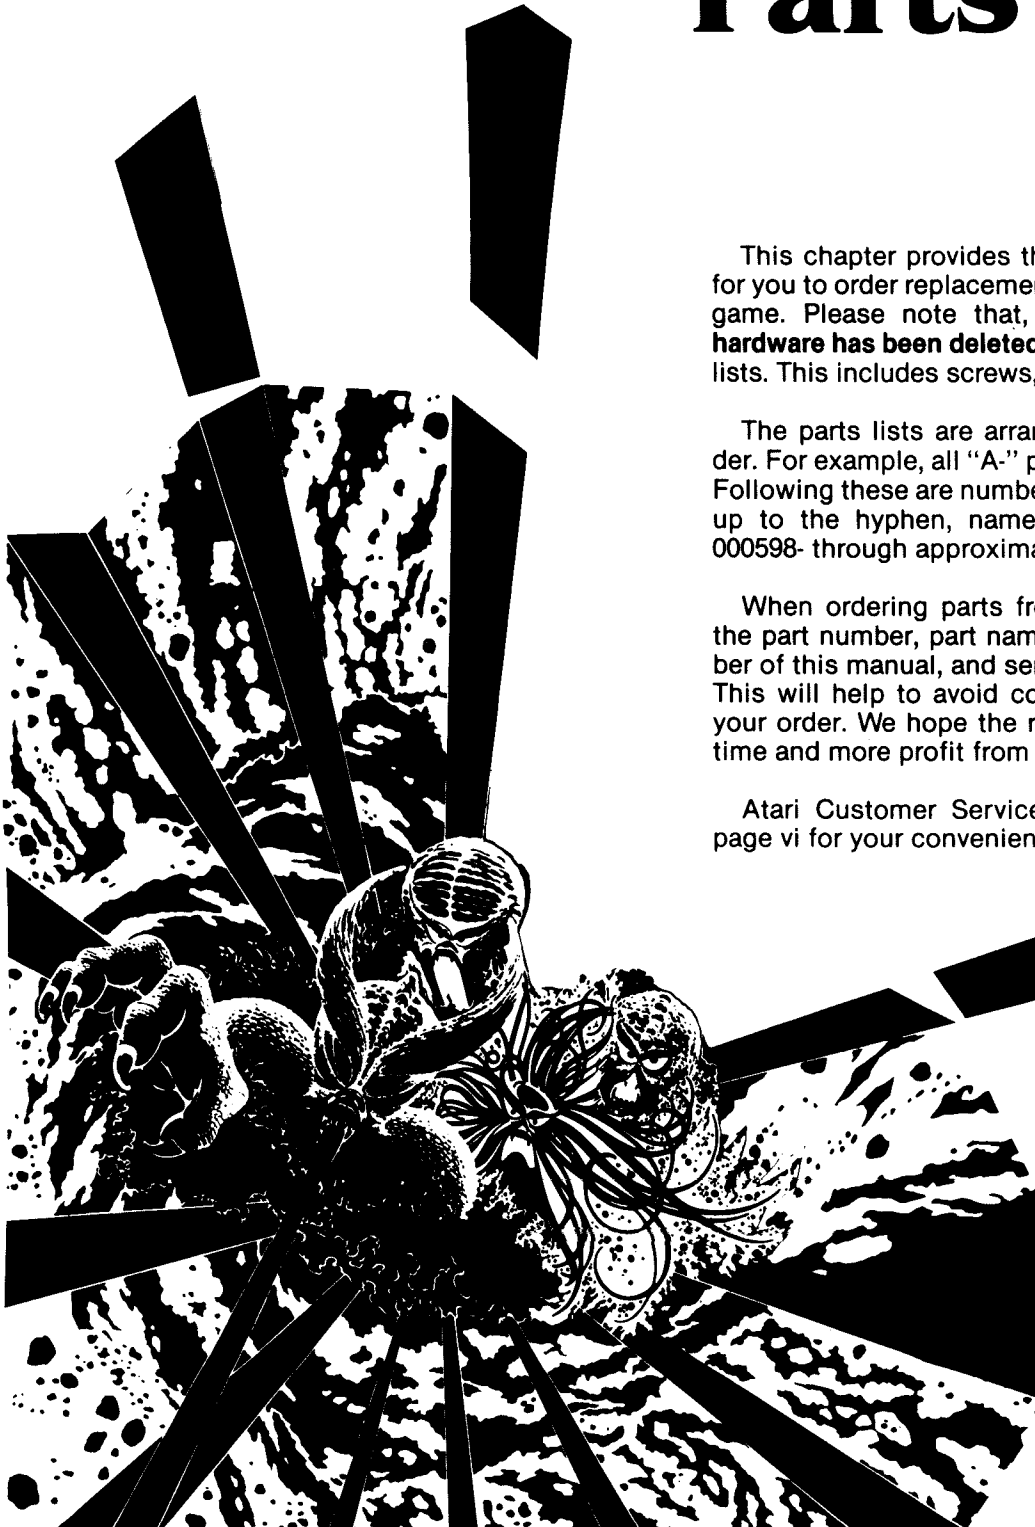 Parts
This chapter provides th
for you to order replaceme
game. Please note that,
hardware has been deleted
lists. This includes screws,
The parts lists are arra
der. For example, all “A-” p
Following these are numbe
up to the hyphen, name
000598- through approxima
When ordering parts fr
the part number, part nam
ber of this manual, and se
This will help to avoid co
your order. We hope the r
time and more profit from
Atari Customer Service
page vi for your convenien